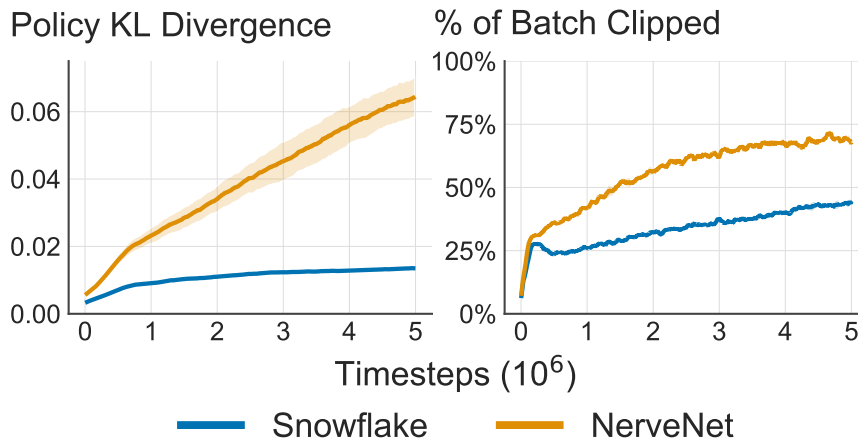 Policy KL Divergence
% of Batch Clipped
0.06
0.04
0.02
0.00
0 1 2 3 4 5
100%
75%
50%
25%
0%
0 1 2 3 4 5
Timesteps (10⁶)
Snowflake
NerveNet